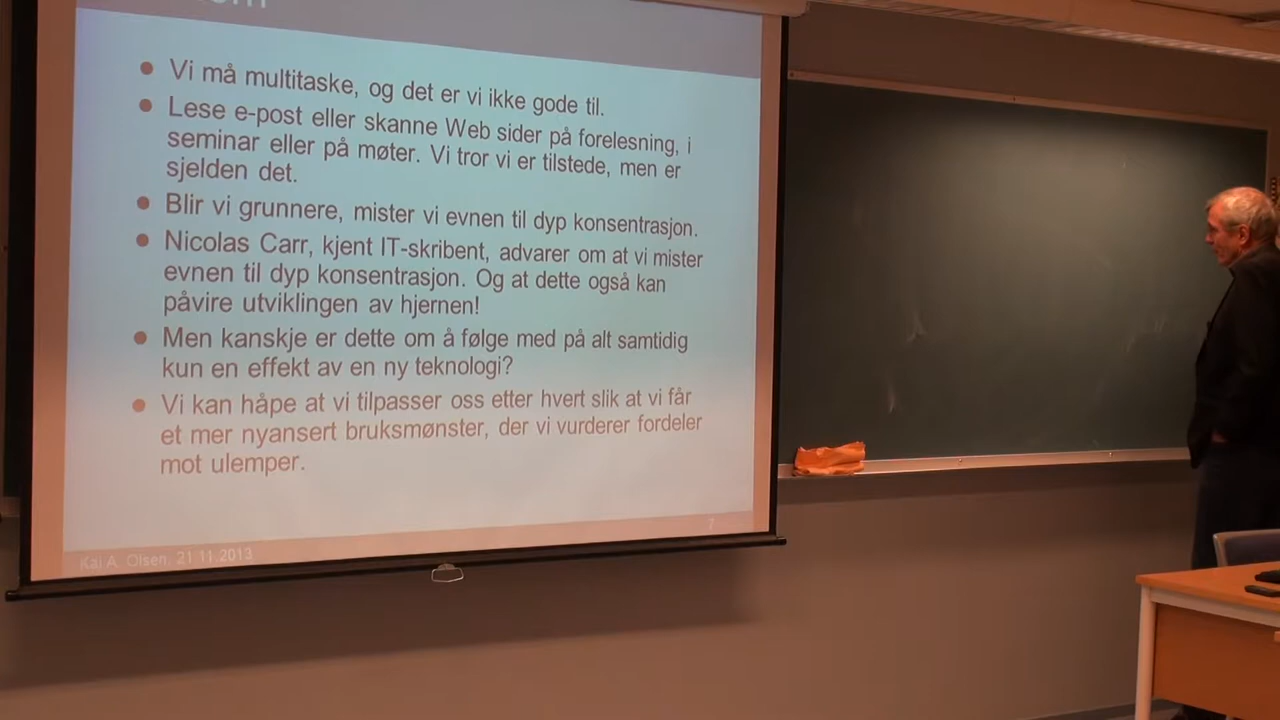 Vi må multitaske, og det er vi ikke gode til.
Lese e-post eller skanne Web sider på forelesning, i
seminar eller på møter. Vi tror vi er tilstede, men er
sjelden det.
Blir vi grunnere, mister vi evnen til dyp konsentrasjon.
Nicolas Carr, kjent IT-skribent, advarer om at vi mister
evnen til dyp konsentrasjon. Og at dette også kan
påvire utviklingen av hjernen!
Men kanskje er dette om å følge med på alt samtidig
kun en effekt av en ny teknologi?
Vi kan håpe at vi tilpasser oss etter hvert slik at vi får
et mer nyansert bruksmønster, der vi vurderer fordeler
mot ulemper.
7
Kai A. Olsen, 21.11.2013